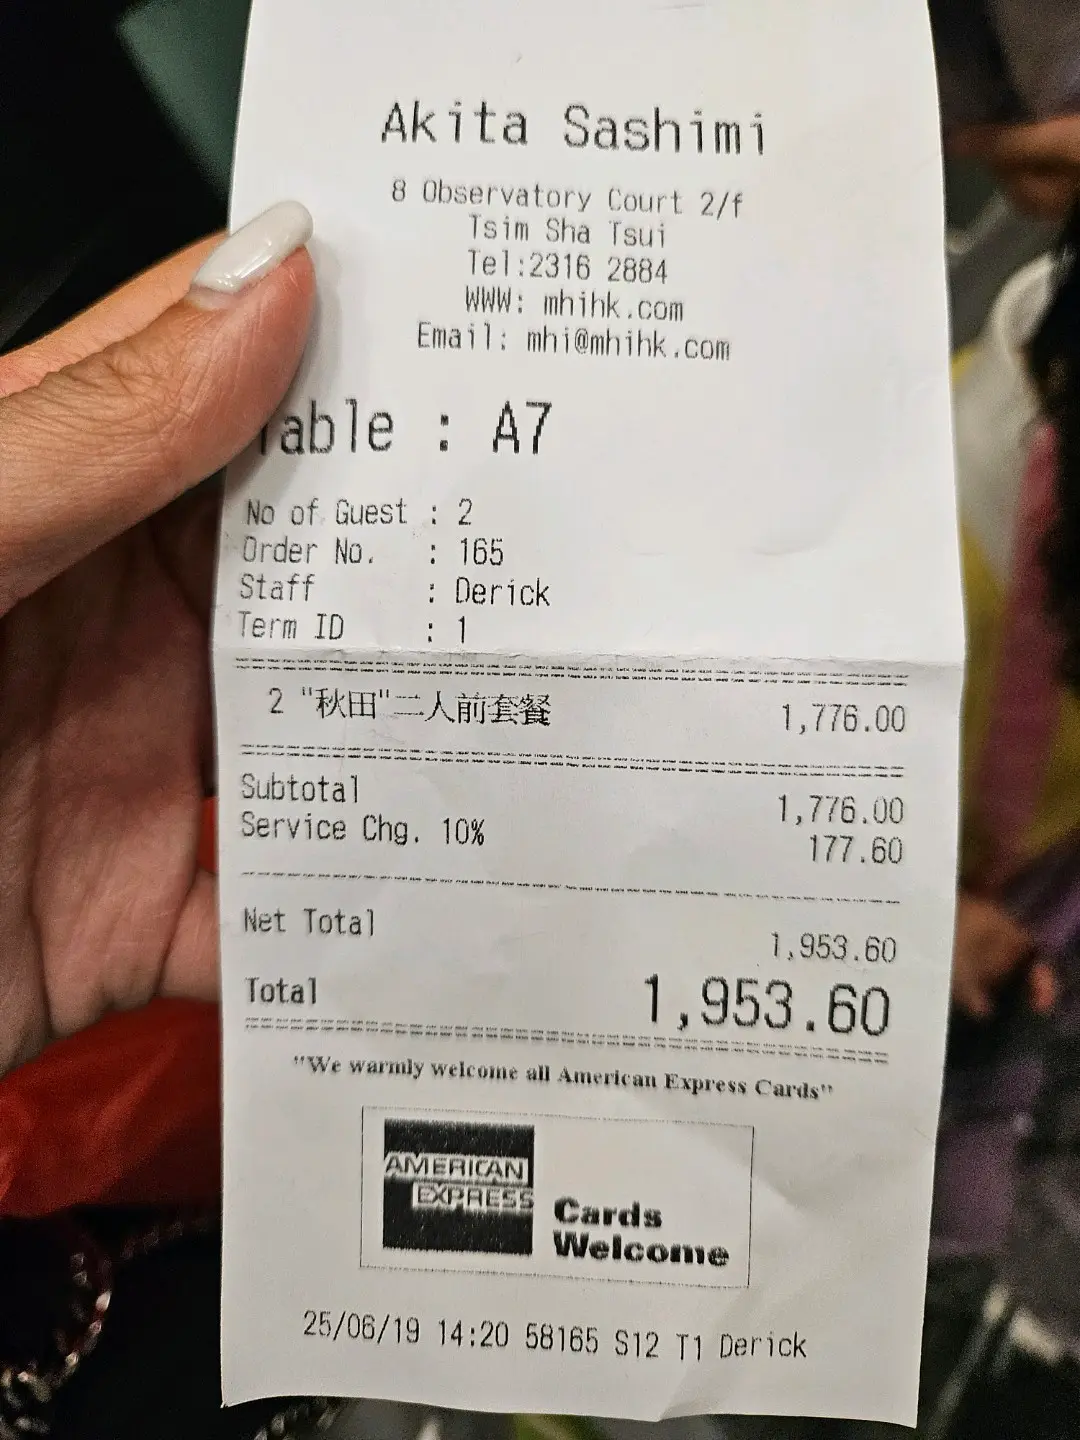 Akita Sashimi
8 Observatory Court 2/f
Tsim Sha Tsui
Tel:2316 2884
WWW: mhihk.com
Email: mhi@mhihk.com
Table : A7
No of Guest : 2
Order No. : 165
Staff : Derick
Term ID : 1
2 "秋田"二人前套餐 1,776.00
Subtotal 1,776.00
Service Chg. 10% 177.60
Net Total 1,953.60
Total 1,953.60
"We warmly welcome all American Express Cards"
AMERICAN
EXPRESS
Cards
Welcome
25/06/19 14:20 58165 S12 T1 Derick